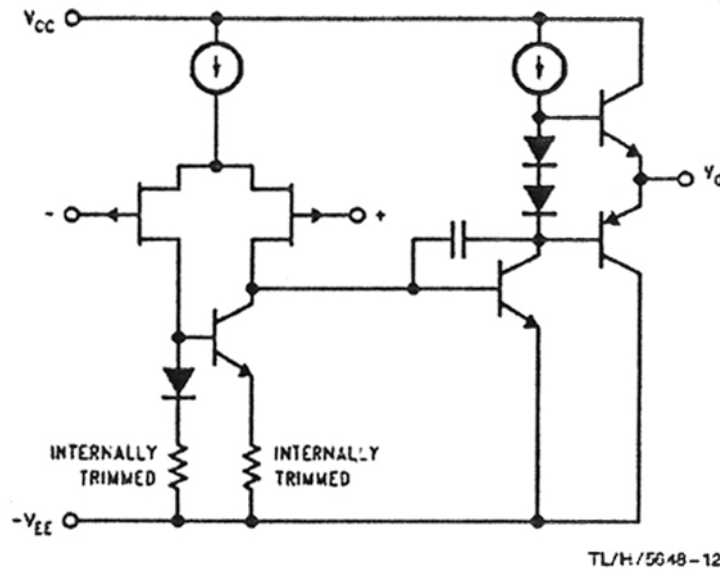 VCC
-
+
INTERNALLY
TRIMMED
INTERNALLY
TRIMMED
-VEE
TL/H/5648-12